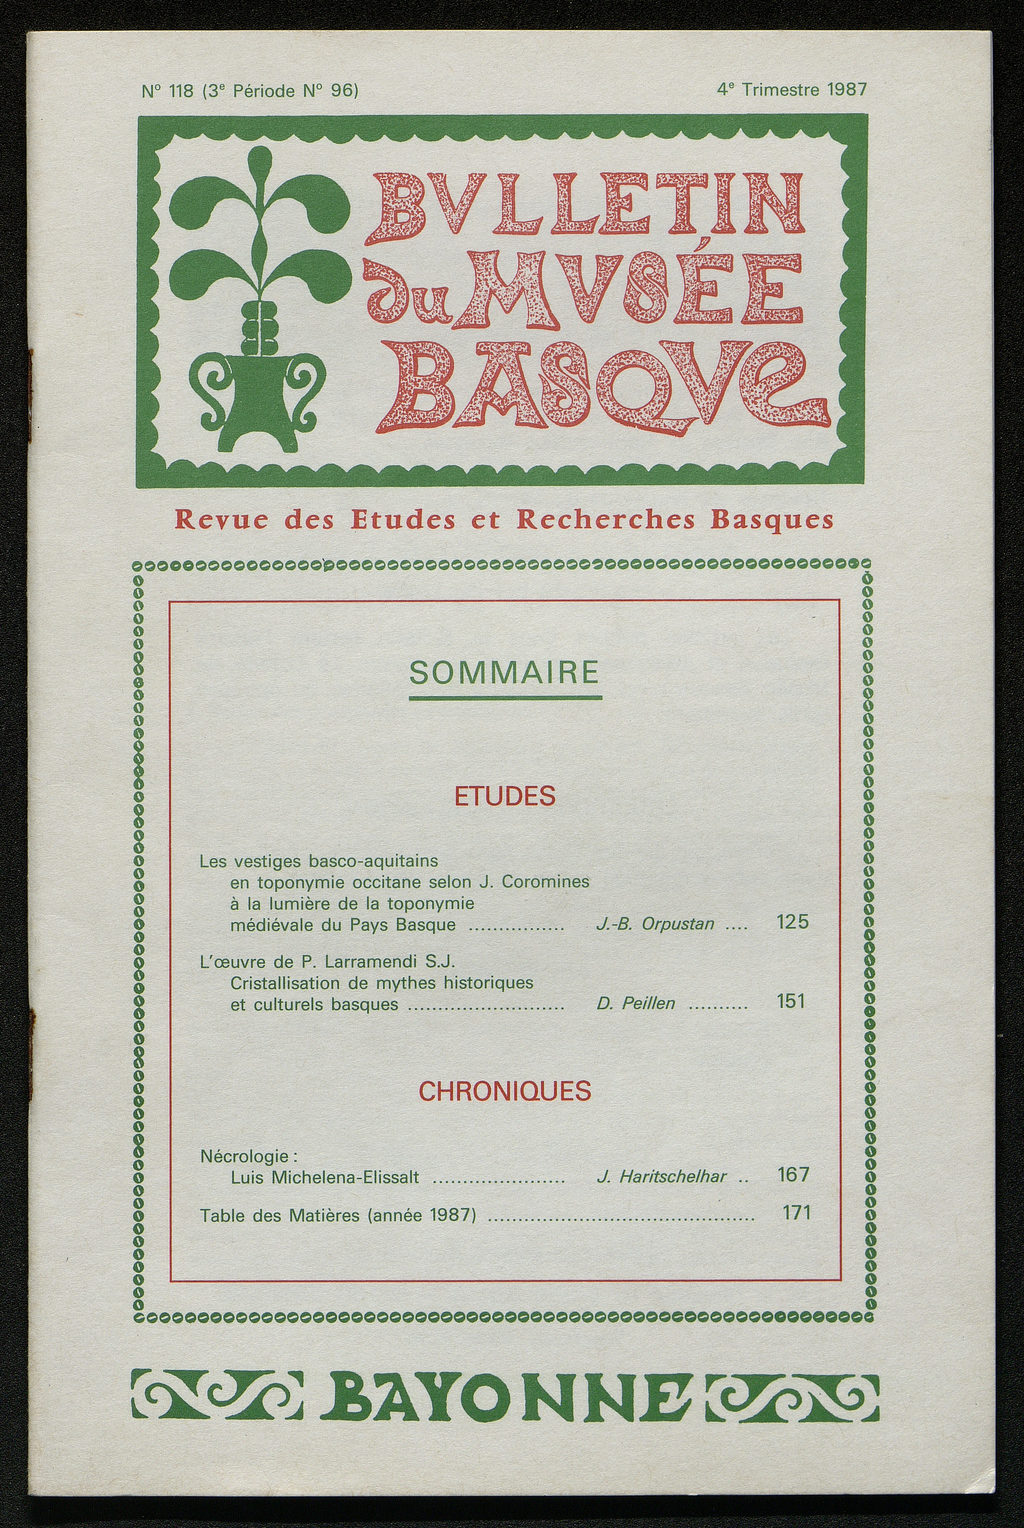 Nº 118 (3e Période Nº 96)
4e Trimestre 1987
BVLLETIN
du MVSÉE
BASQVe
Revue des Etudes et Recherches Basques
SOMMAIRE
ETUDES
Les vestiges basco-aquitains
en toponymie occitane selon J. Coromines
à la lumière de la toponymie
médiévale du Pays Basque ................ J.-B. Orpustan .... 125
L'œuvre de P. Larramendi S.J.
Cristallisation de mythes historiques
et culturels basques .......................... D. Peillen .......... 151
CHRONIQUES
Nécrologie :
Luis Michelena-Elissalt ...................... J. Haritschelhar .. 167
Table des Matières (année 1987) ............................................ 171
BAYONNE